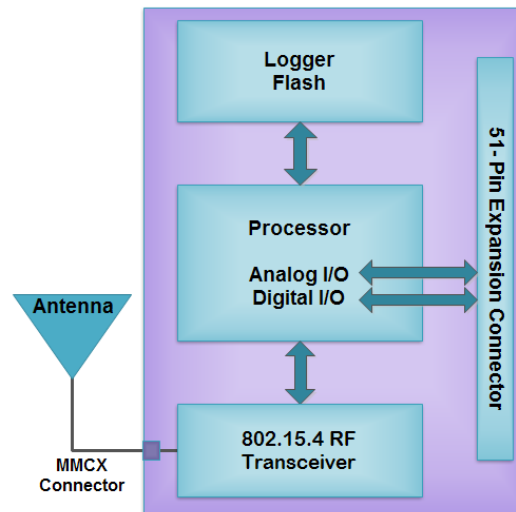 Logger
Flash
51- Pin Expansion Connector
Processor
Analog I/O
Digital I/O
Antenna
802.15.4 RF
Transceiver
MMCX
Connector